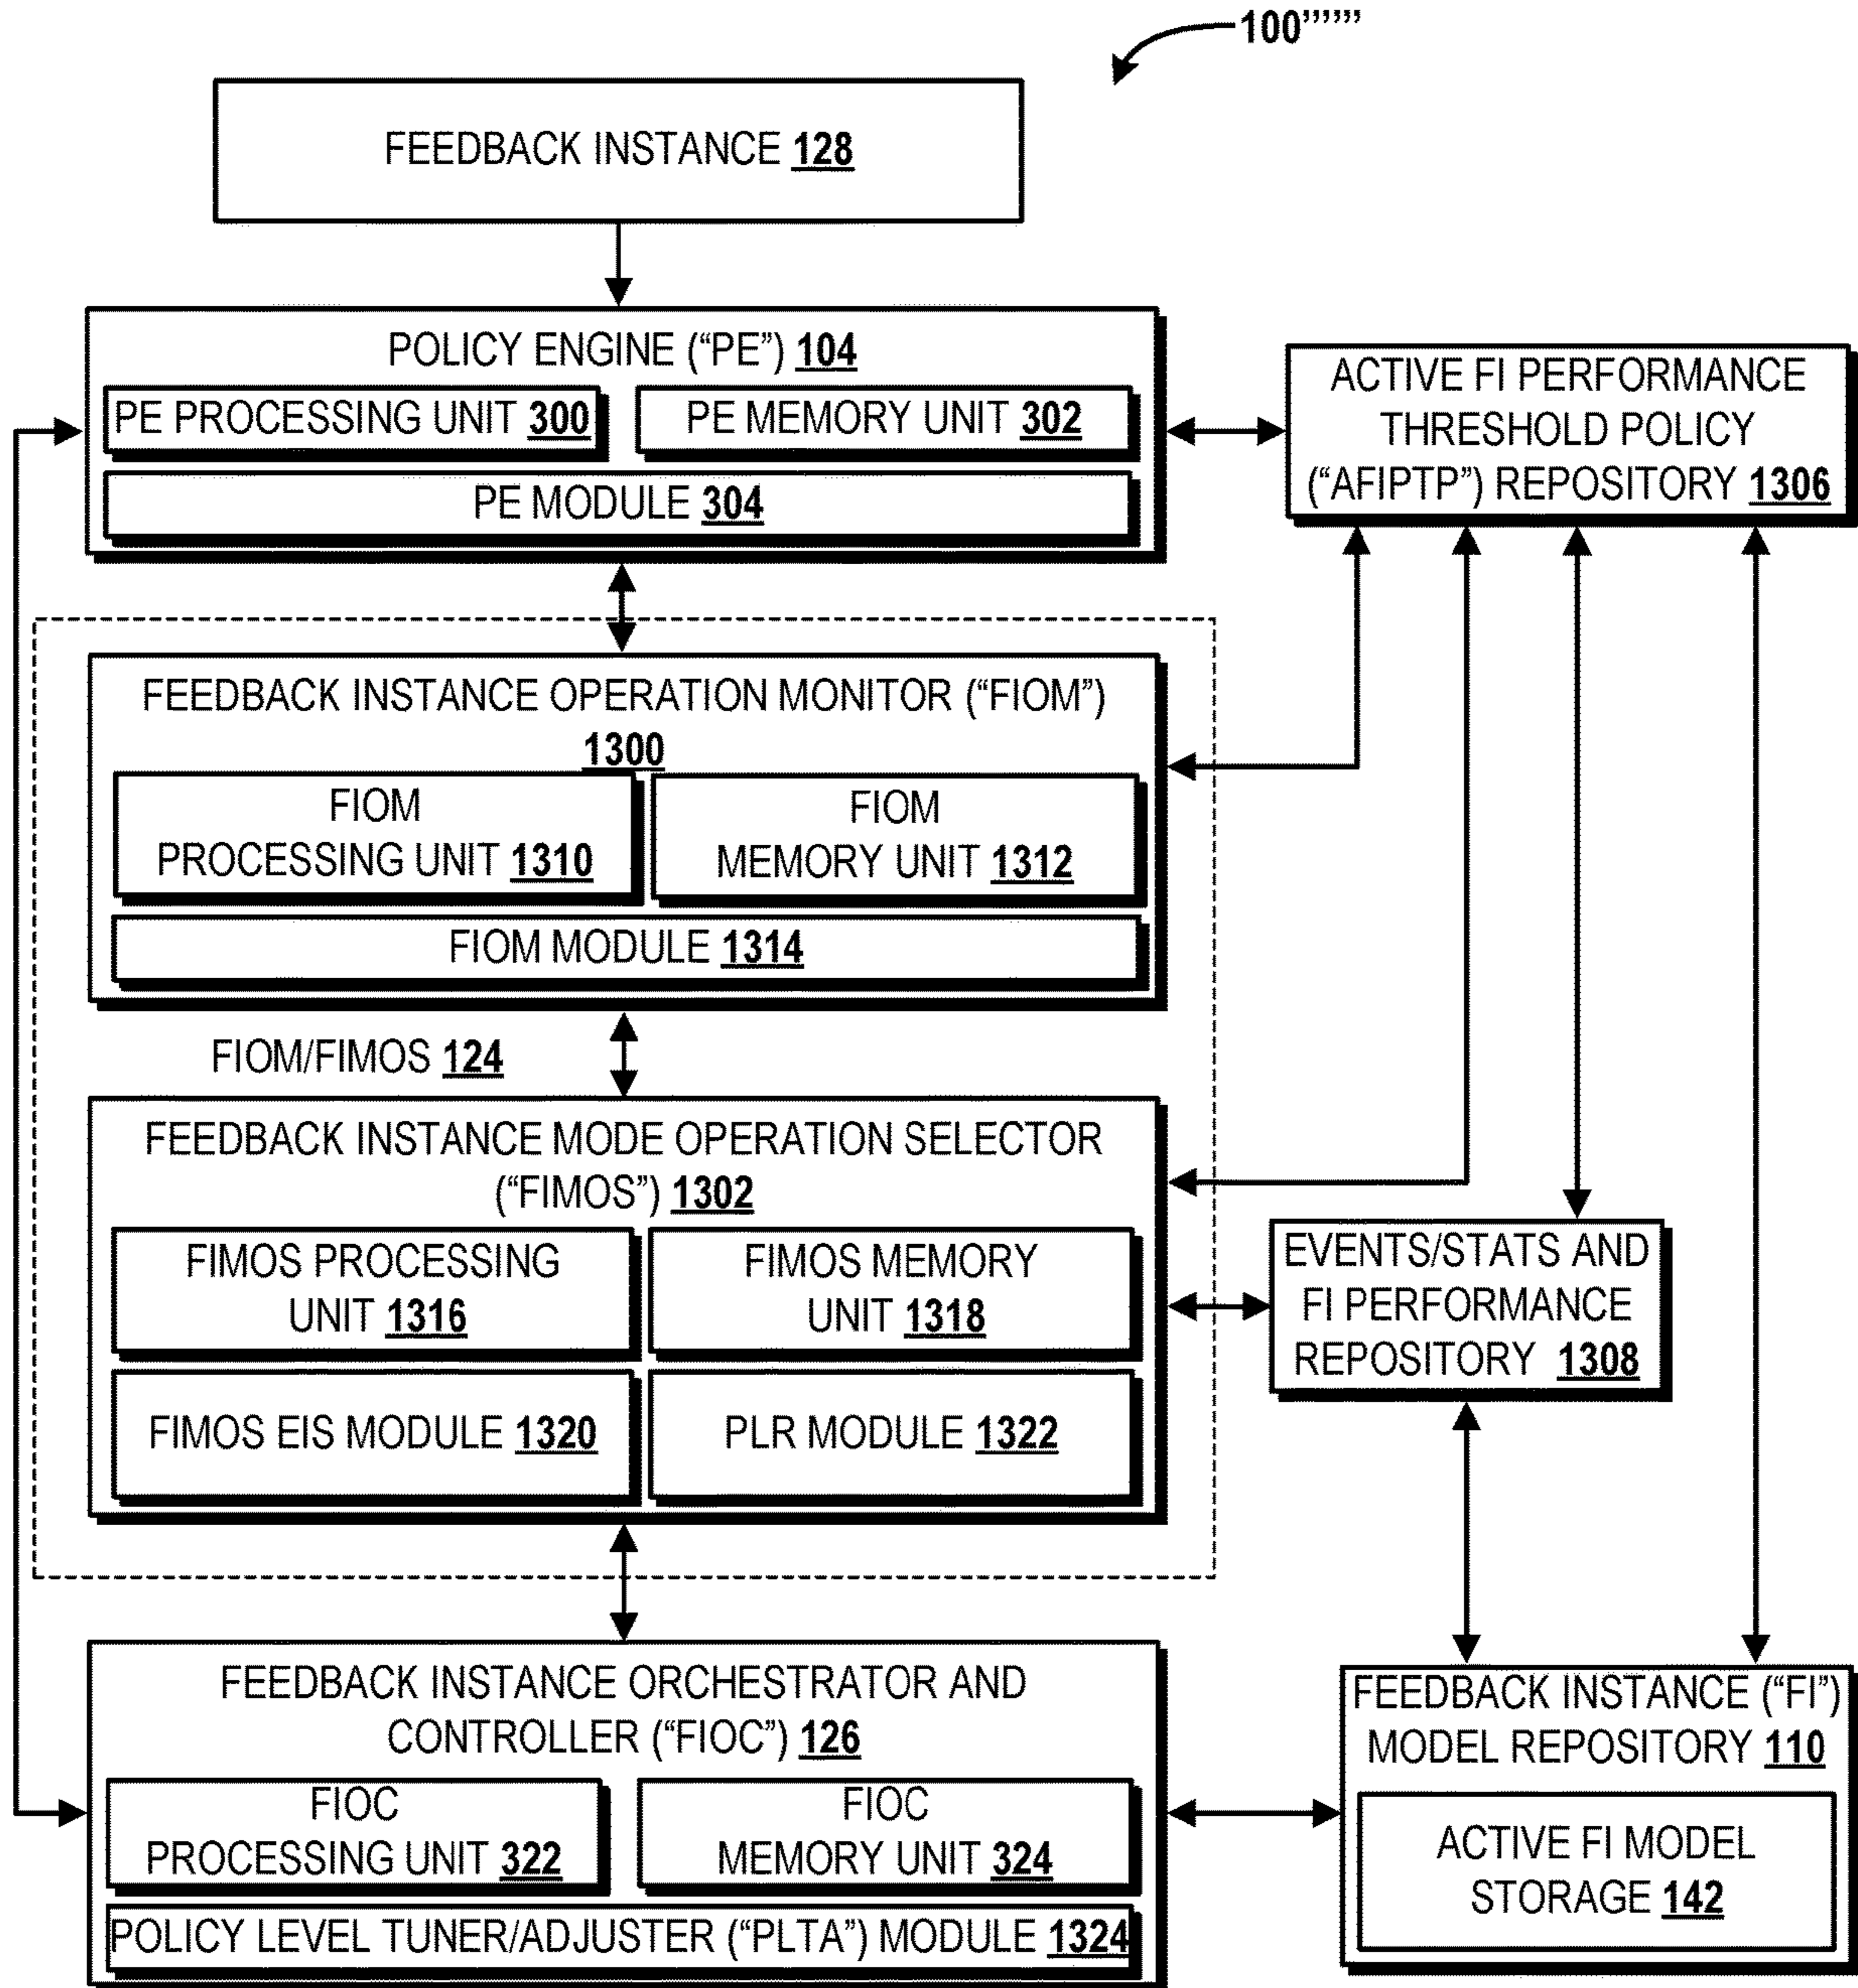 100''''''
FEEDBACK INSTANCE 128
POLICY ENGINE (“PE”) 104
PE PROCESSING UNIT 300
PE MEMORY UNIT 302
PE MODULE 304
ACTIVE FI PERFORMANCE
THRESHOLD POLICY
(“AFIPTP”) REPOSITORY 1306
FEEDBACK INSTANCE OPERATION MONITOR (“FIOM”)
1300
FIOM
PROCESSING UNIT 1310
FIOM
MEMORY UNIT 1312
FIOM MODULE 1314
FIOM/FIMOS 124
FEEDBACK INSTANCE MODE OPERATION SELECTOR
(“FIMOS”) 1302
FIMOS PROCESSING
UNIT 1316
FIMOS MEMORY
UNIT 1318
FIMOS EIS MODULE 1320
PLR MODULE 1322
EVENTS/STATS AND
FI PERFORMANCE
REPOSITORY 1308
FEEDBACK INSTANCE ORCHESTRATOR AND
CONTROLLER (“FIOC”) 126
FIOC
PROCESSING UNIT 322
FIOC
MEMORY UNIT 324
POLICY LEVEL TUNER/ADJUSTER (“PLTA”) MODULE 1324
FEEDBACK INSTANCE (“FI”)
MODEL REPOSITORY 110
ACTIVE FI MODEL
STORAGE 142